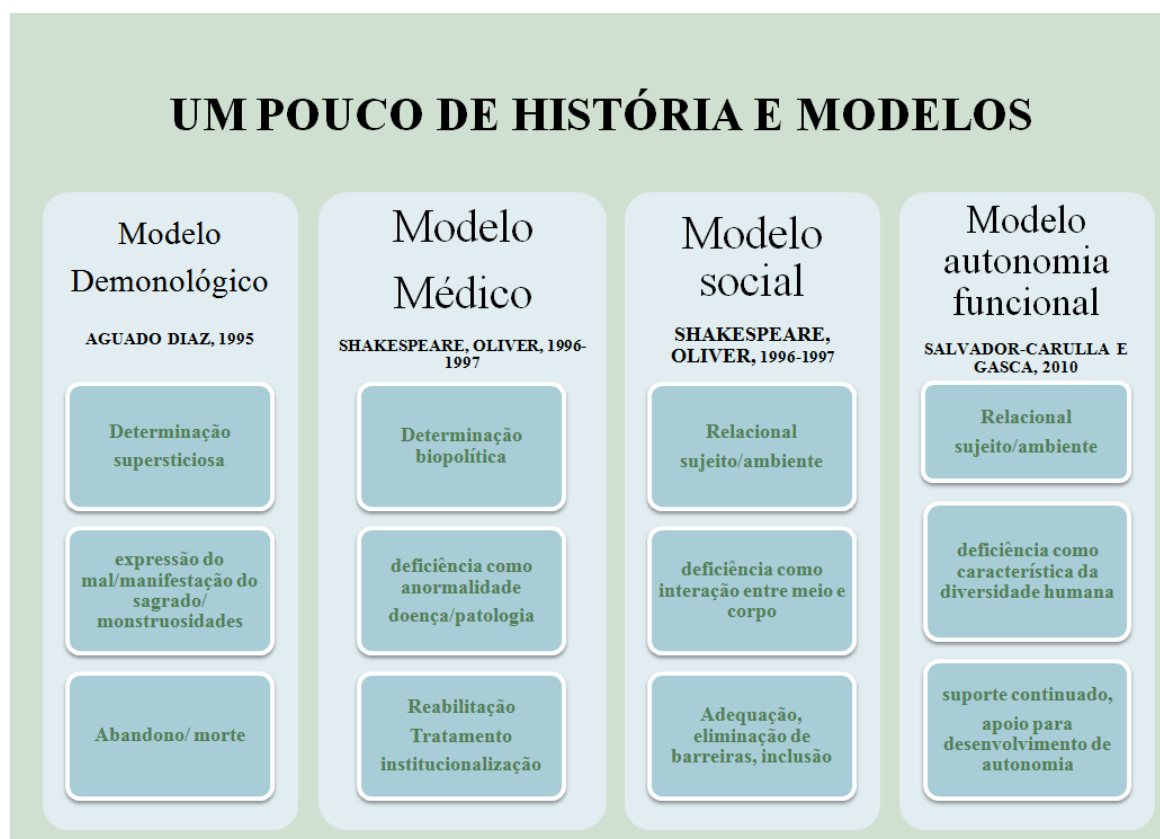 UM POUCO DE HISTÓRIA E MODELOS
Modelo
Demonológico
AGUADO DIAZ, 1995
Determinação
supersticiosa
expressão do
mal/manifestação do
sagrado/
monstruosidades
Abandono/ morte
Modelo
Médico
SHAKESPEARE, OLIVER, 1996-
1997
Determinação
biopolítica
deficiência como
anormalidade
doença/patologia
Reabilitação
Tratamento
institucionalização
Modelo
social
SHAKESPEARE,
OLIVER, 1996-1997
Relacional
sujeito/ambiente
deficiência como
interação entre meio e
corpo
Adequação,
eliminação de
barreiras, inclusão
Modelo
autonomia
funcional
SALVADOR-CARULLA E
GASCA, 2010
Relacional
sujeito/ambiente
deficiência como
característica da
diversidade humana
suporte continuado,
apoio para
desenvolvimento de
autonomia